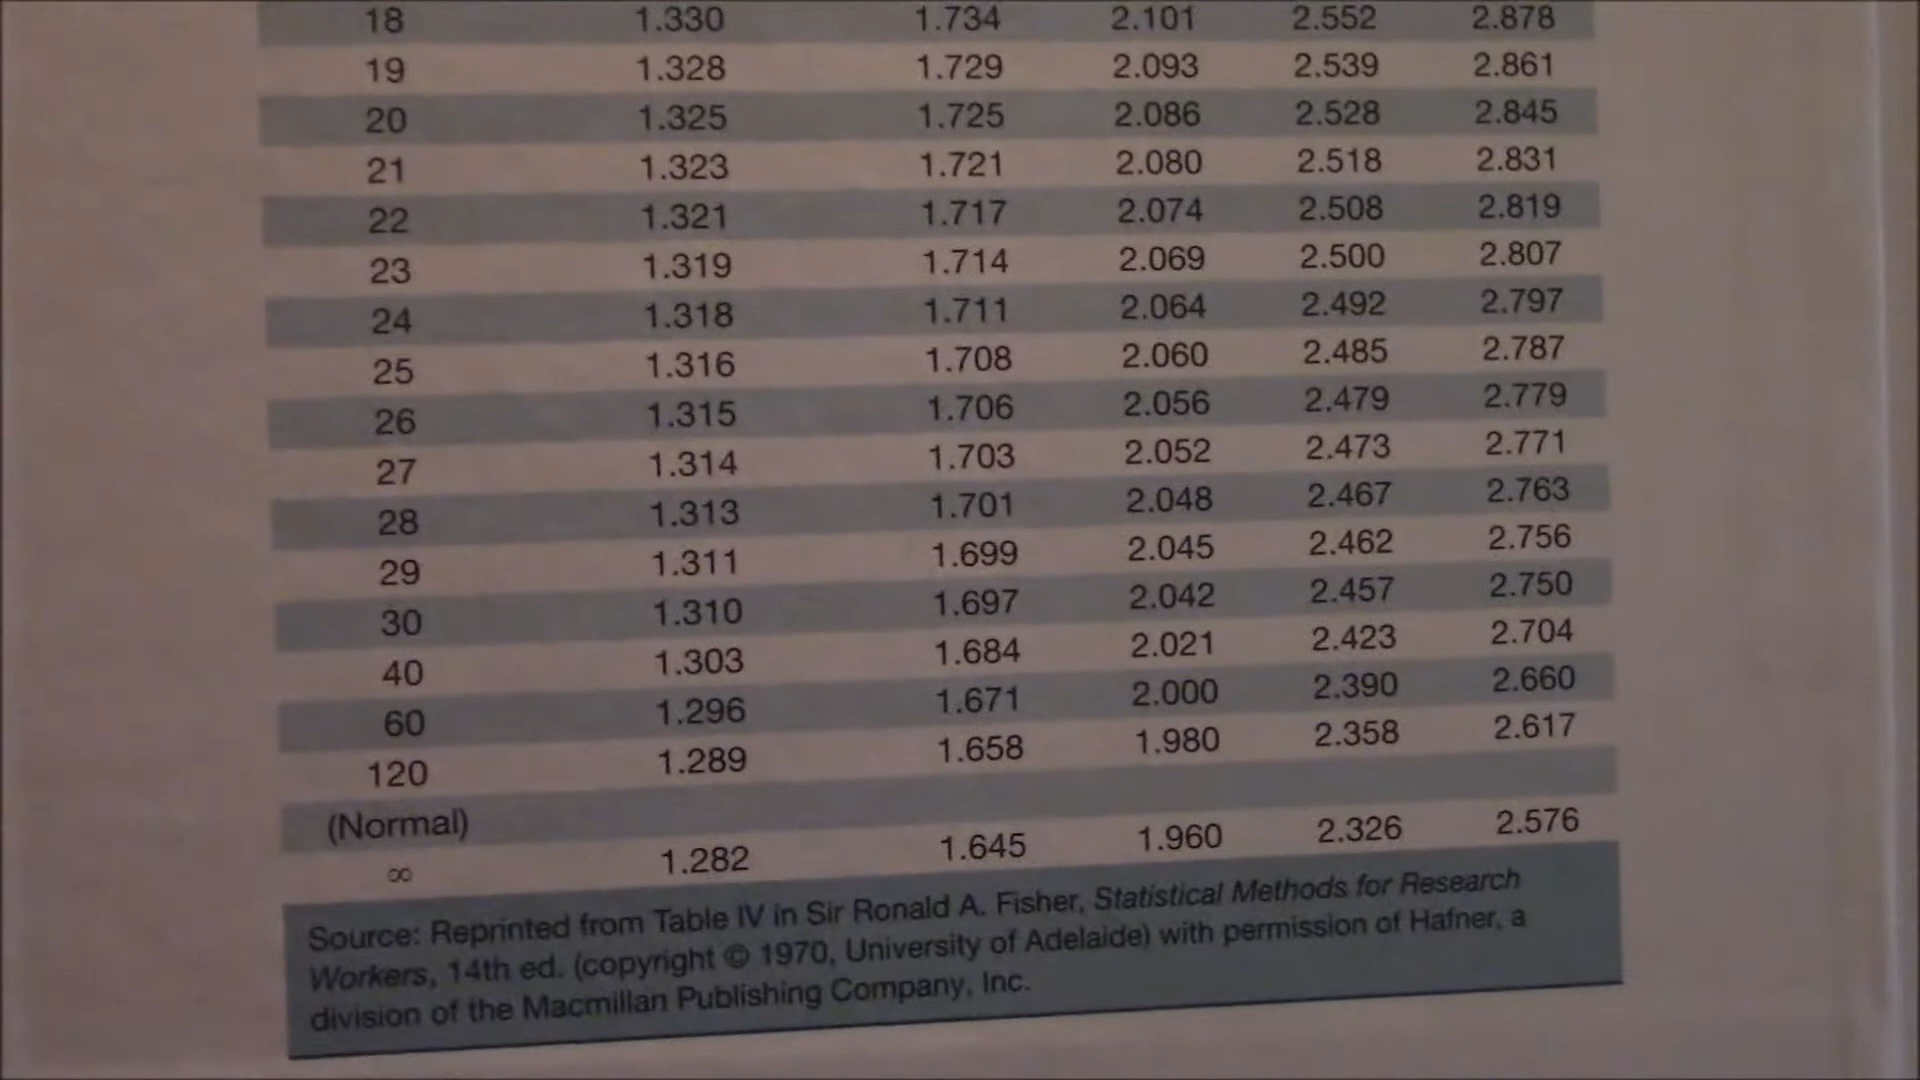 18 1.330 1.734 2.101 2.552 2.878
19 1.328 1.729 2.093 2.539 2.861
20 1.325 1.725 2.086 2.528 2.845
21 1.323 1.721 2.080 2.518 2.831
22 1.321 1.717 2.074 2.508 2.819
23 1.319 1.714 2.069 2.500 2.807
24 1.318 1.711 2.064 2.492 2.797
25 1.316 1.708 2.060 2.485 2.787
26 1.315 1.706 2.056 2.479 2.779
27 1.314 1.703 2.052 2.473 2.771
28 1.313 1.701 2.048 2.467 2.763
29 1.311 1.699 2.045 2.462 2.756
30 1.310 1.697 2.042 2.457 2.750
40 1.303 1.684 2.021 2.423 2.704
60 1.296 1.671 2.000 2.390 2.660
120 1.289 1.658 1.980 2.358 2.617
(Normal)
∞ 1.282 1.645 1.960 2.326 2.576
Source: Reprinted from Table IV in Sir Ronald A. Fisher, Statistical Methods for Research
Workers, 14th ed. (copyright © 1970, University of Adelaide) with permission of Hafner, a
division of the Macmillan Publishing Company, Inc.